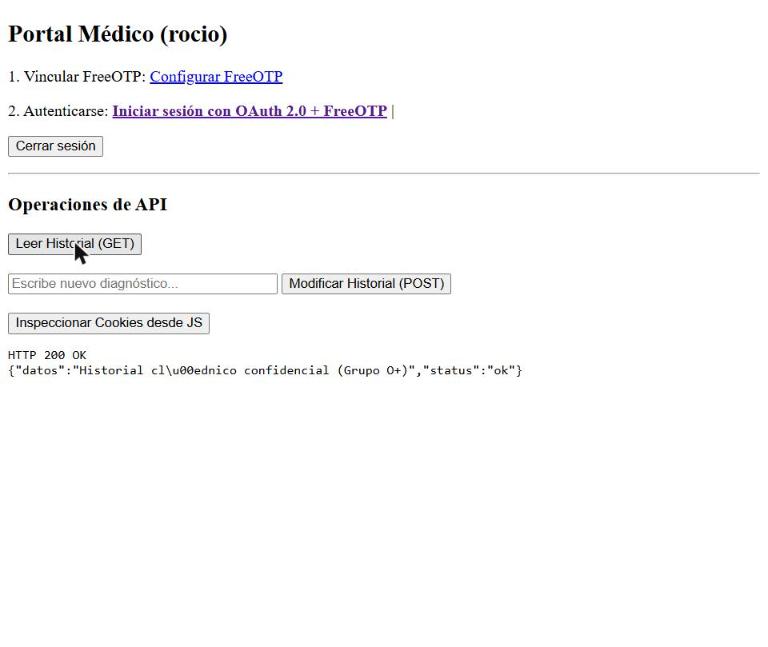 Portal Médico (rocio)
1. Vincular FreeOTP: Configurar FreeOTP
2. Autenticarse: Iniciar sesión con OAuth 2.0 + FreeOTP |
Cerrar sesión
Operaciones de API
Leer Historial (GET)
Escribe nuevo diagnóstico... Modificar Historial (POST)
Inspeccionar Cookies desde JS
HTTP 200 OK
{"datos":"Historial cl\u00ednico confidencial (Grupo O+)","status":"ok"}